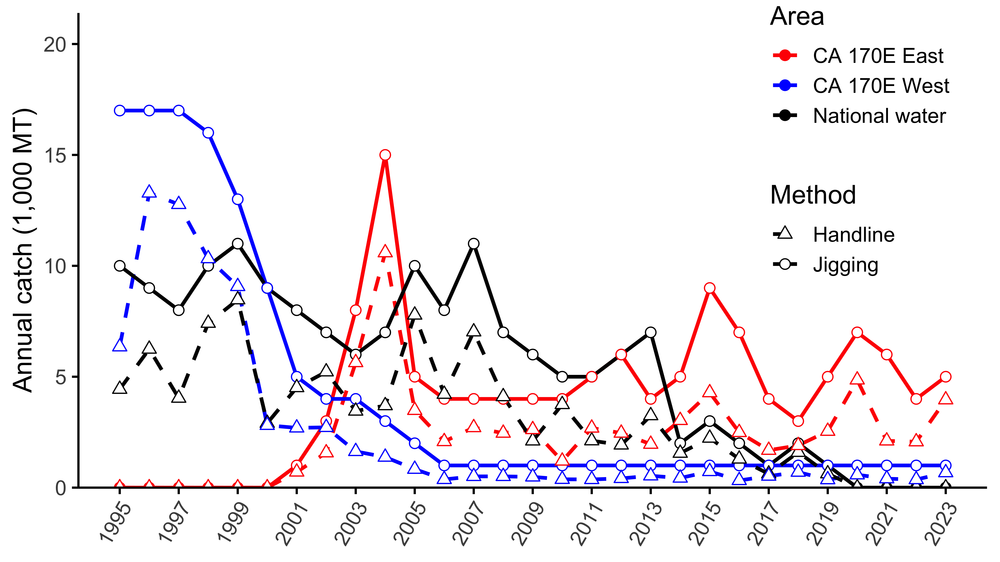 Area
CA 170E East
CA 170E West
National water
Method
Handline
Jigging
Annual catch (1,000 MT)
20
15
10
5
0
1995
1997
1999
2001
2003
2005
2007
2009
2011
2013
2015
2017
2019
2021
2023